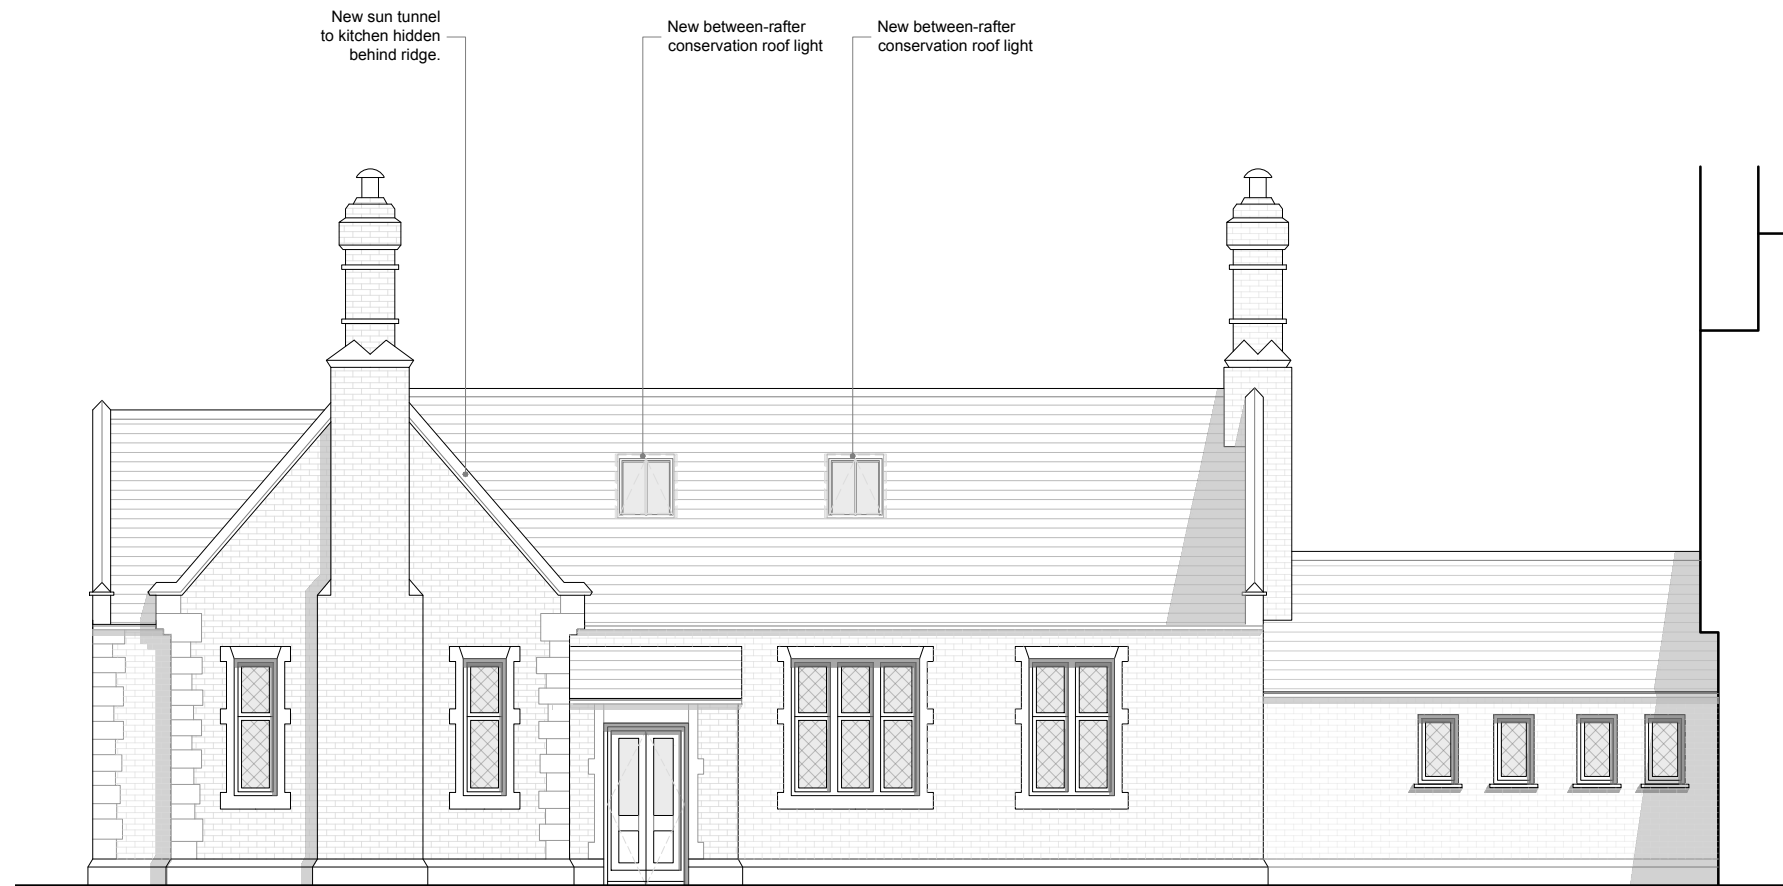 New sun tunnel
to kitchen hidden
behind ridge.
New between-rafter
conservation roof light
New between-rafter
conservation roof light